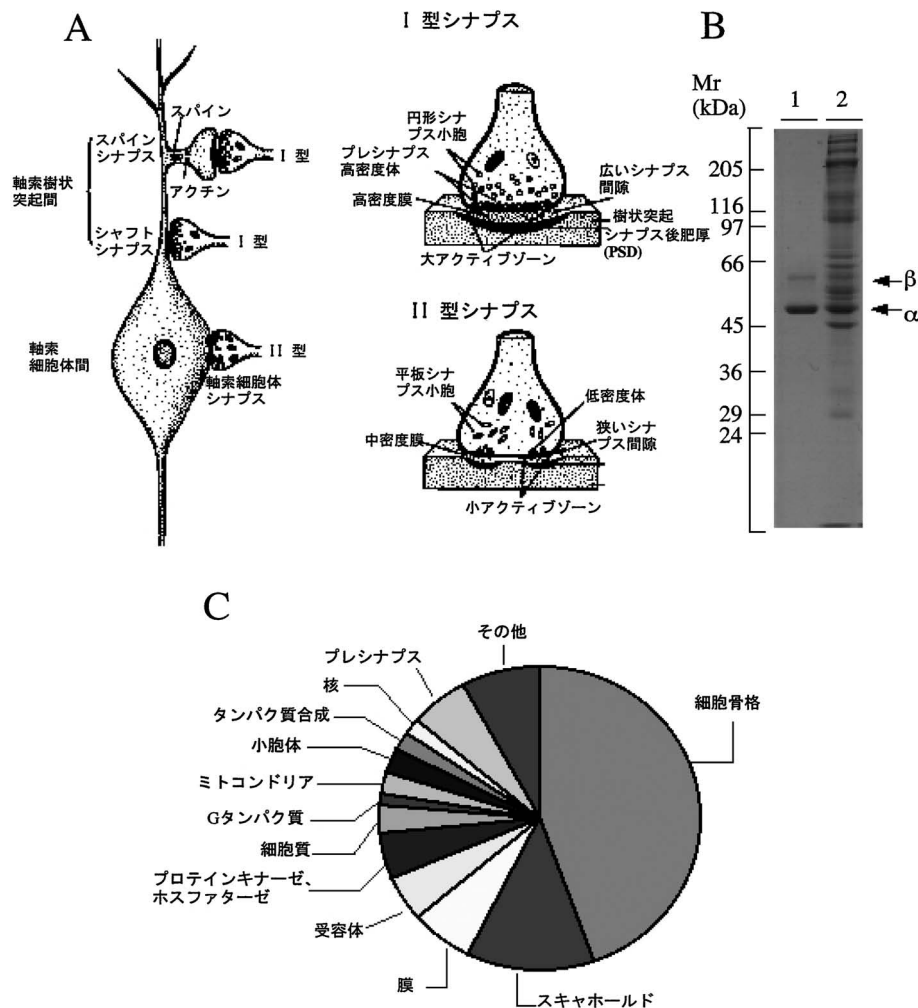 A
スパイン
スパイン
シナプス
I 型
アクチン
軸索樹状
突起間
シャフト
シナプス
I 型
軸索
細胞体間
II 型
軸索細胞体
シナプス
I 型シナプス
円形シナ
プス小胞
プレシナプス
高密度体
高密度膜
広いシナプス
間隙
樹状突起
シナプス後肥厚
(PSD)
大アクティブゾーン
II 型シナプス
平板シナ
プス小胞
低密度体
中密度膜
狭いシナ
プス間隙
小アクティブゾーン
B
Mr
(kDa)
1 2
205
116
97
66
45
36
29
24
β
α
C
その他
プレシナプス
核
タンパク質合成
小胞体
ミトコンドリア
Gタンパク質
細胞質
プロテインキナーゼ、
ホスファターゼ
受容体
膜
スキャホールド
細胞骨格